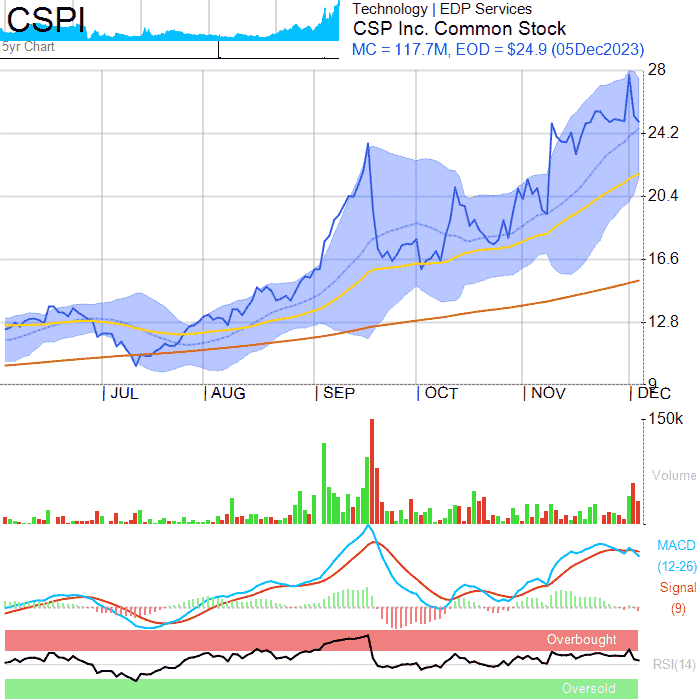 CSPI
5yr Chart
Technology | EDP Services
CSP Inc. Common Stock
MC = 117.7M, EOD = $24.9 (05Dec2023)
28
24.2
20.4
16.6
12.8
9
JUL AUG SEP OCT NOV DEC
150k
Volume
MACD
(12-26)
Signal
(9)
Overbought
RSI(14)
Oversold